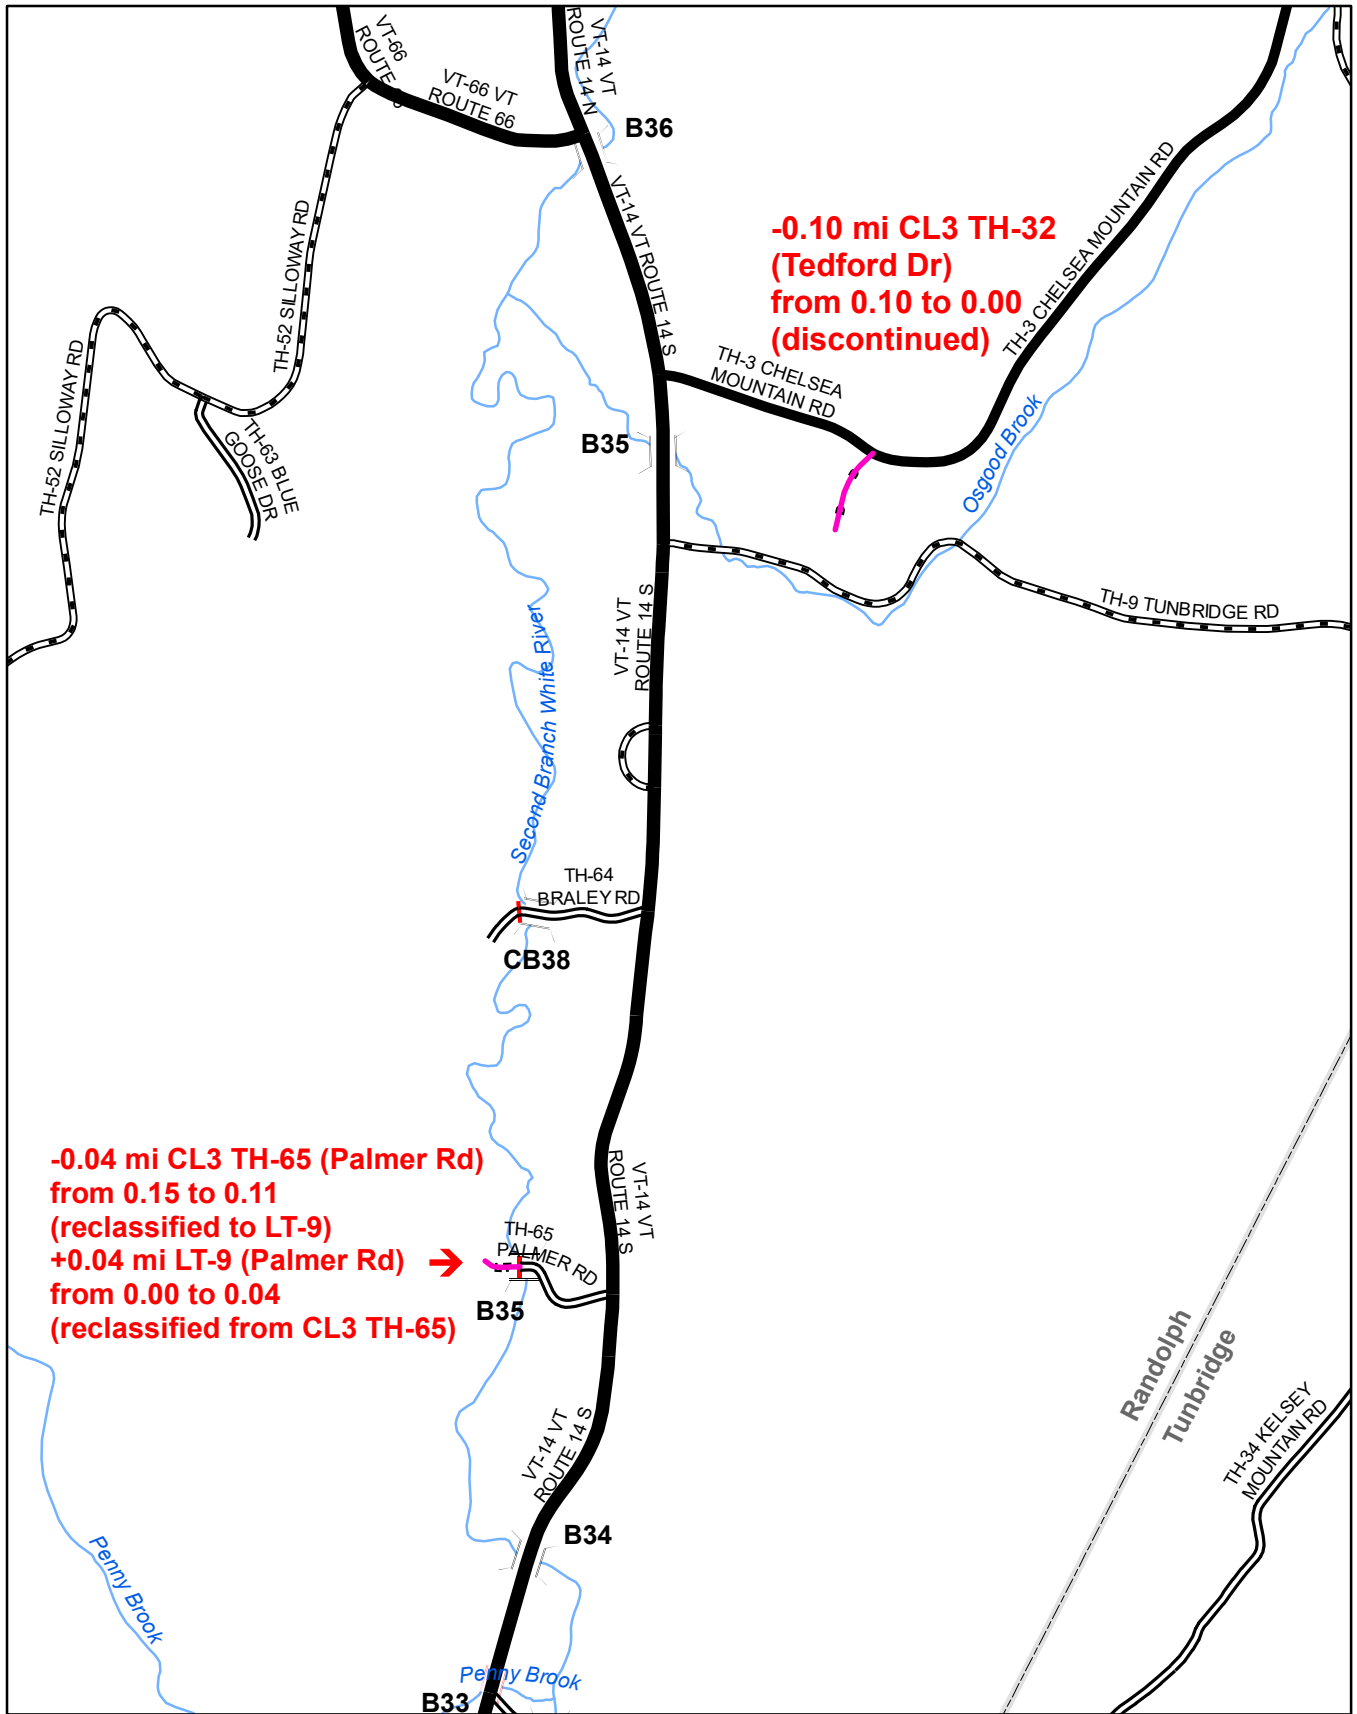 VT-66
ROUTE
VT-66 VT
ROUTE 66
VT-14 VT
ROUTE 14 N
B36
VT-14 VT ROUTE 14 S
-0.10 mi CL3 TH-32
(Tedford Dr)
from 0.10 to 0.00
(discontinued)
TH-3 CHELSEA MOUNTAIN RD
TH-52 SILLOWAY RD
TH-52 SILLOWAY RD
TH-3 CHELSEA
MOUNTAIN RD
TH-63 BLUE
GOOSE DR
B35
Osgood Brook
TH-9 TUNBRIDGE RD
VT-14 VT
ROUTE 14 S
Second Branch White River
TH-64
BRALEY RD
CB38
-0.04 mi CL3 TH-65 (Palmer Rd)
from 0.15 to 0.11
(reclassified to LT-9)
+0.04 mi LT-9 (Palmer Rd)
from 0.00 to 0.04
(reclassified from CL3 TH-65)
VT-14 VT
ROUTE 14 S
TH-65
PALMER RD
LT
B35
Randolph
Tunbridge
TH-34 KELSEY
MOUNTAIN RD
VT-14 VT
ROUTE 14 S
B34
Penny Brook
Penny Brook
B33